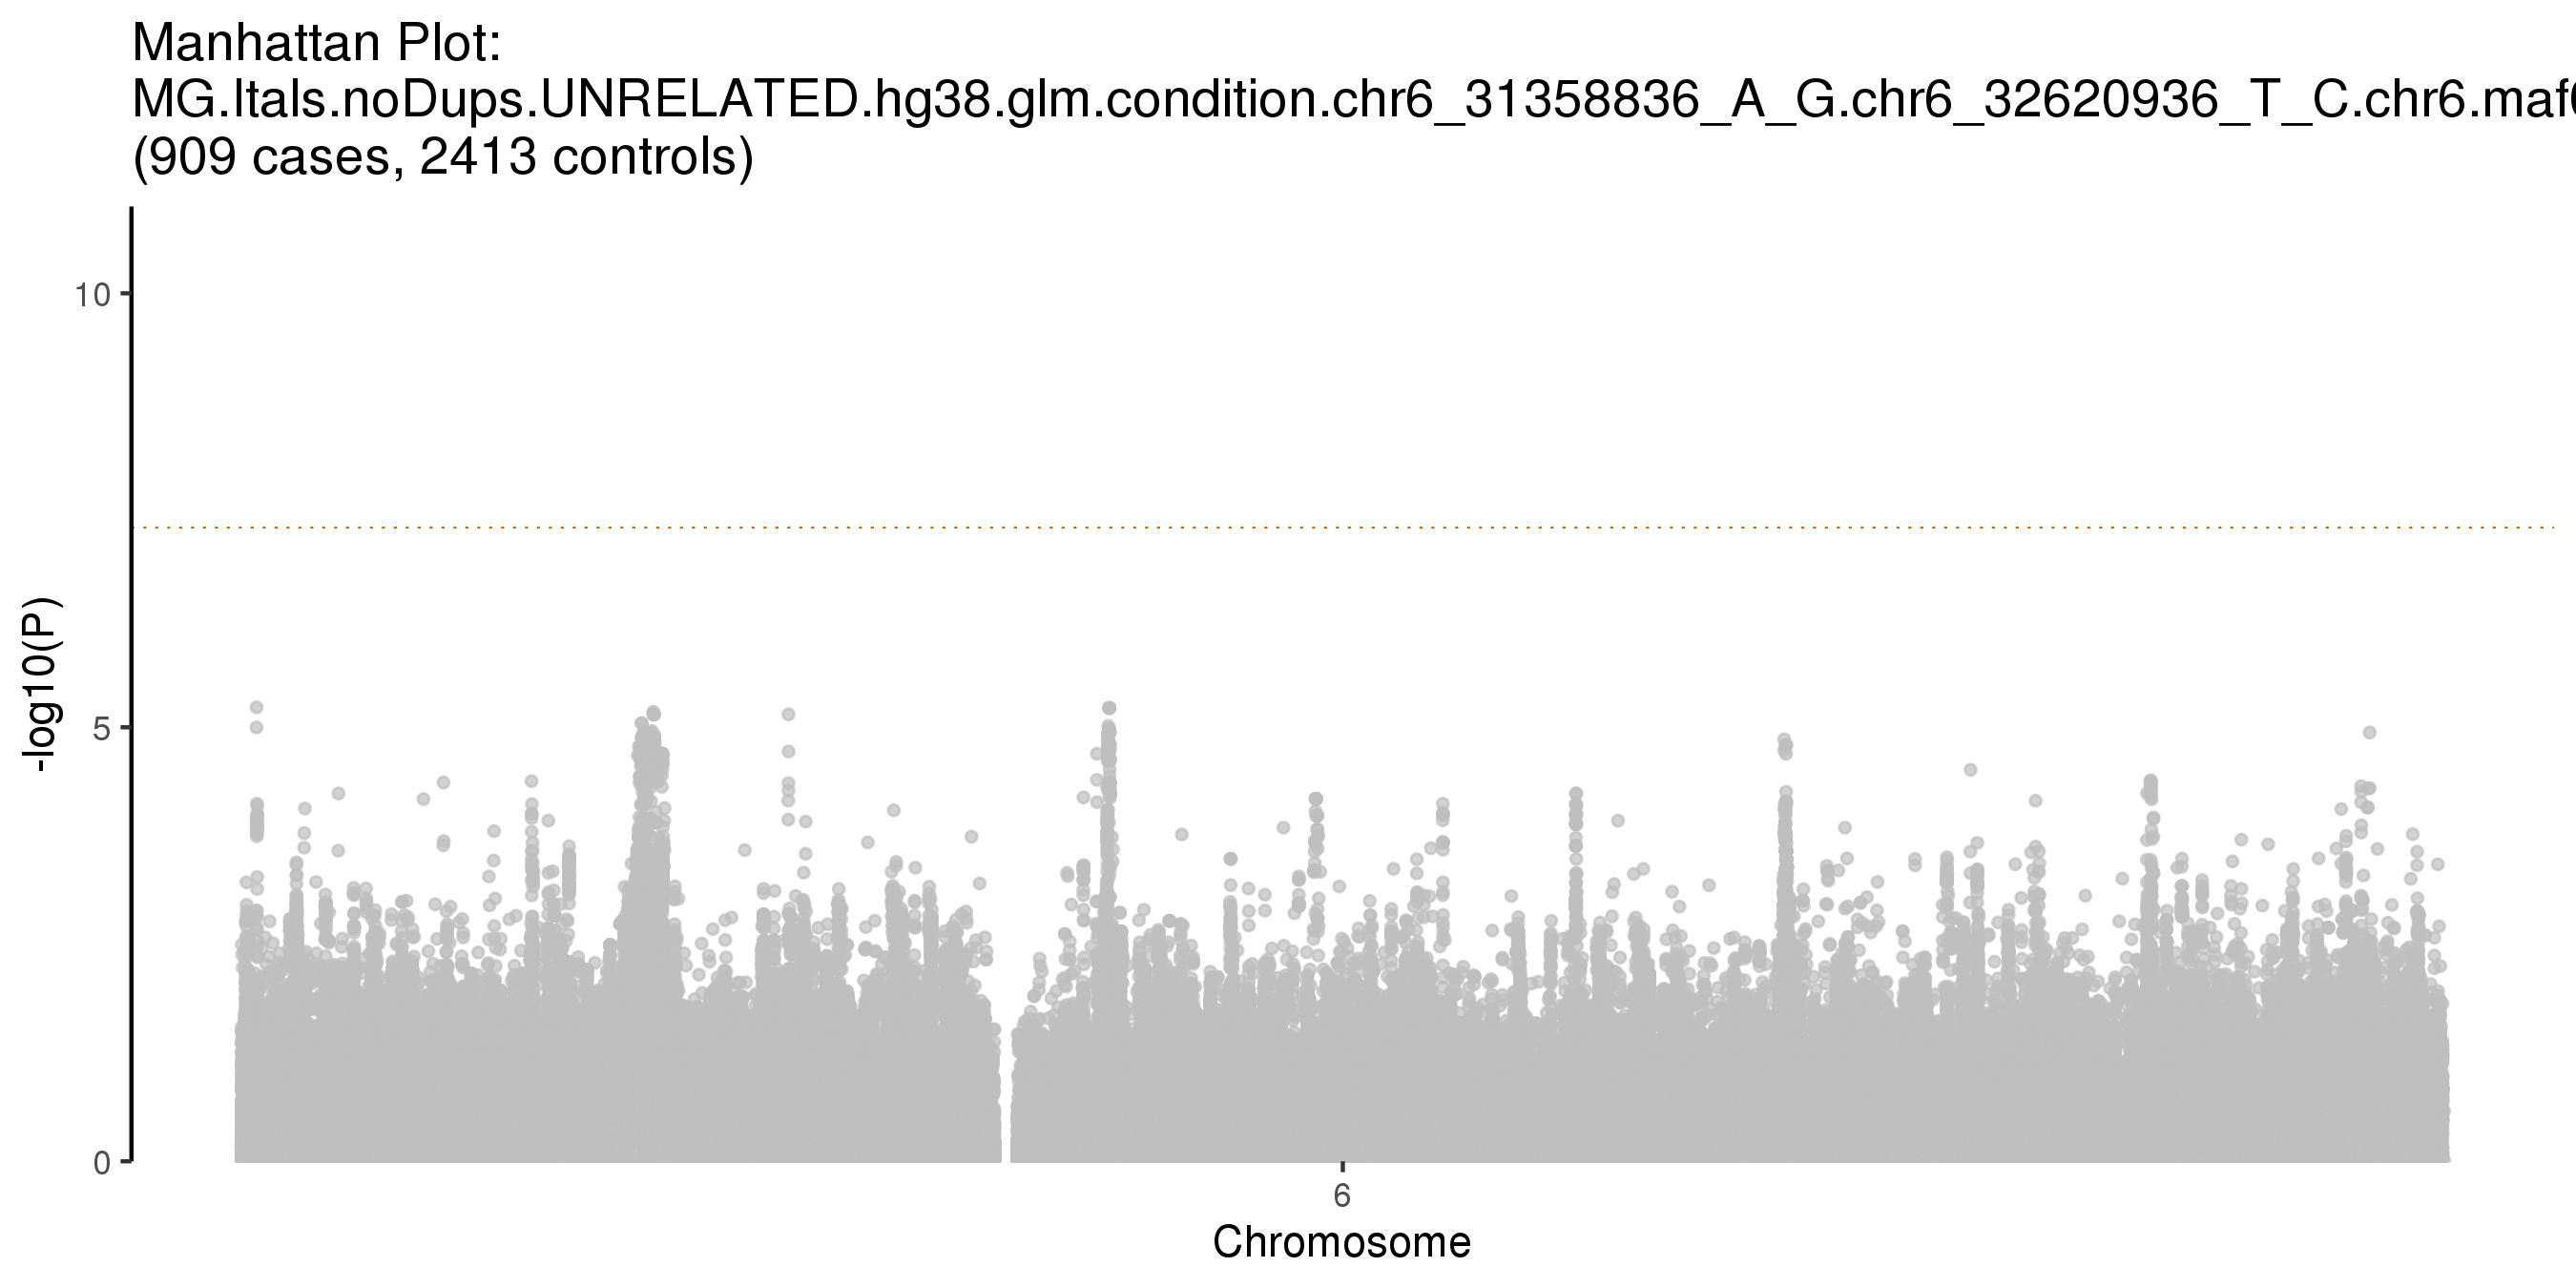 Manhattan Plot:
MG.Itals.noDups.UNRELATED.hg38.glm.condition.chr6_31358836_A_G.chr6_32620936_T_C.chr6.maf
(909 cases, 2413 controls)
10
5
0
-log10(P)
6
Chromosome